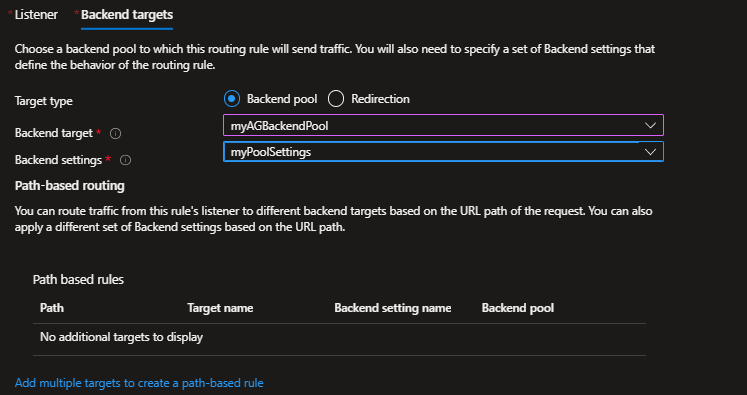 * Listener * Backend targets
Choose a backend pool to which this routing rule will send traffic. You will also need to specify a set of Backend settings that
define the behavior of the routing rule.
Target type Backend pool Redirection
Backend target * myAGBackendPool
Backend settings * myPoolSettings
Path-based routing
You can route traffic from this rule's listener to different backend targets based on the URL path of the request. You can also
apply a different set of Backend settings based on the URL path.
Path based rules
Path Target name Backend setting name Backend pool
No additional targets to display
Add multiple targets to create a path-based rule